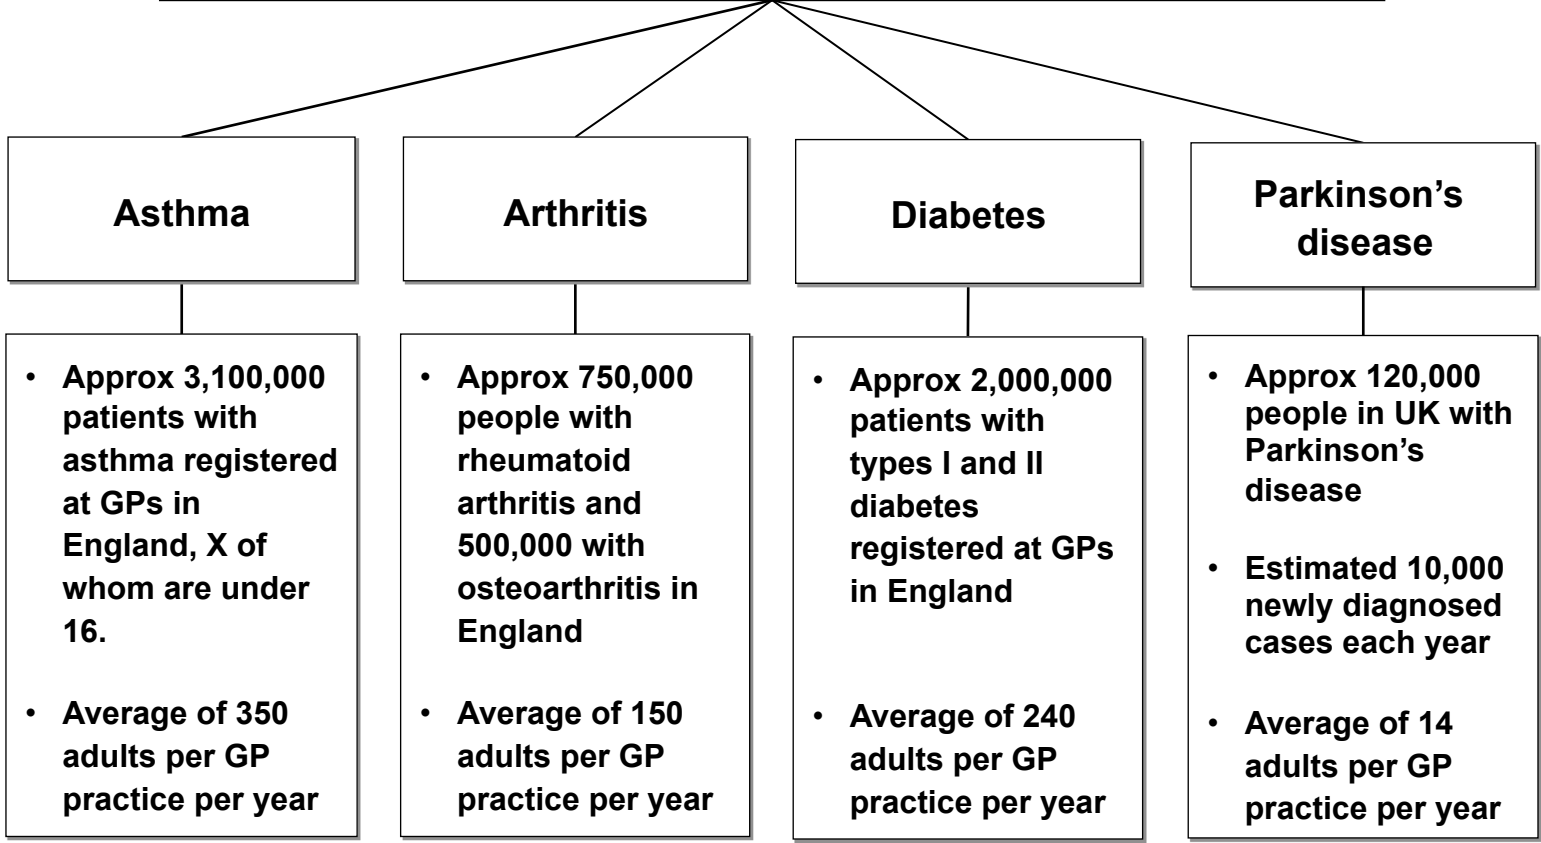 Asthma
Arthritis
Diabetes
Parkinson’s
disease
• Approx 3,100,000
patients with
asthma registered
at GPs in
England, X of
whom are under
16.
• Average of 350
adults per GP
practice per year
• Approx 750,000
people with
rheumatoid
arthritis and
500,000 with
osteoarthritis in
England
• Average of 150
adults per GP
practice per year
• Approx 2,000,000
patients with
types I and II
diabetes
registered at GPs
in England
• Average of 240
adults per GP
practice per year
• Approx 120,000
people in UK with
Parkinson’s
disease
• Estimated 10,000
newly diagnosed
cases each year
• Average of 14
adults per GP
practice per year